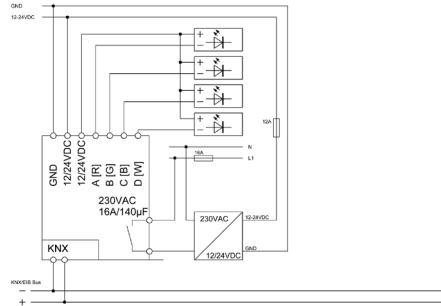 GND
12-24VDC
+
−
+
−
+
−
+
−
12A
N
16A
L1
GND
12/24VDC
12/24VDC
A [R]
B [G]
C [B]
D [W]
230VAC
16A/140µF
KNX
230VAC
12/24VDC
12-24VDC
GND
KNX/EIB Bus
−
+